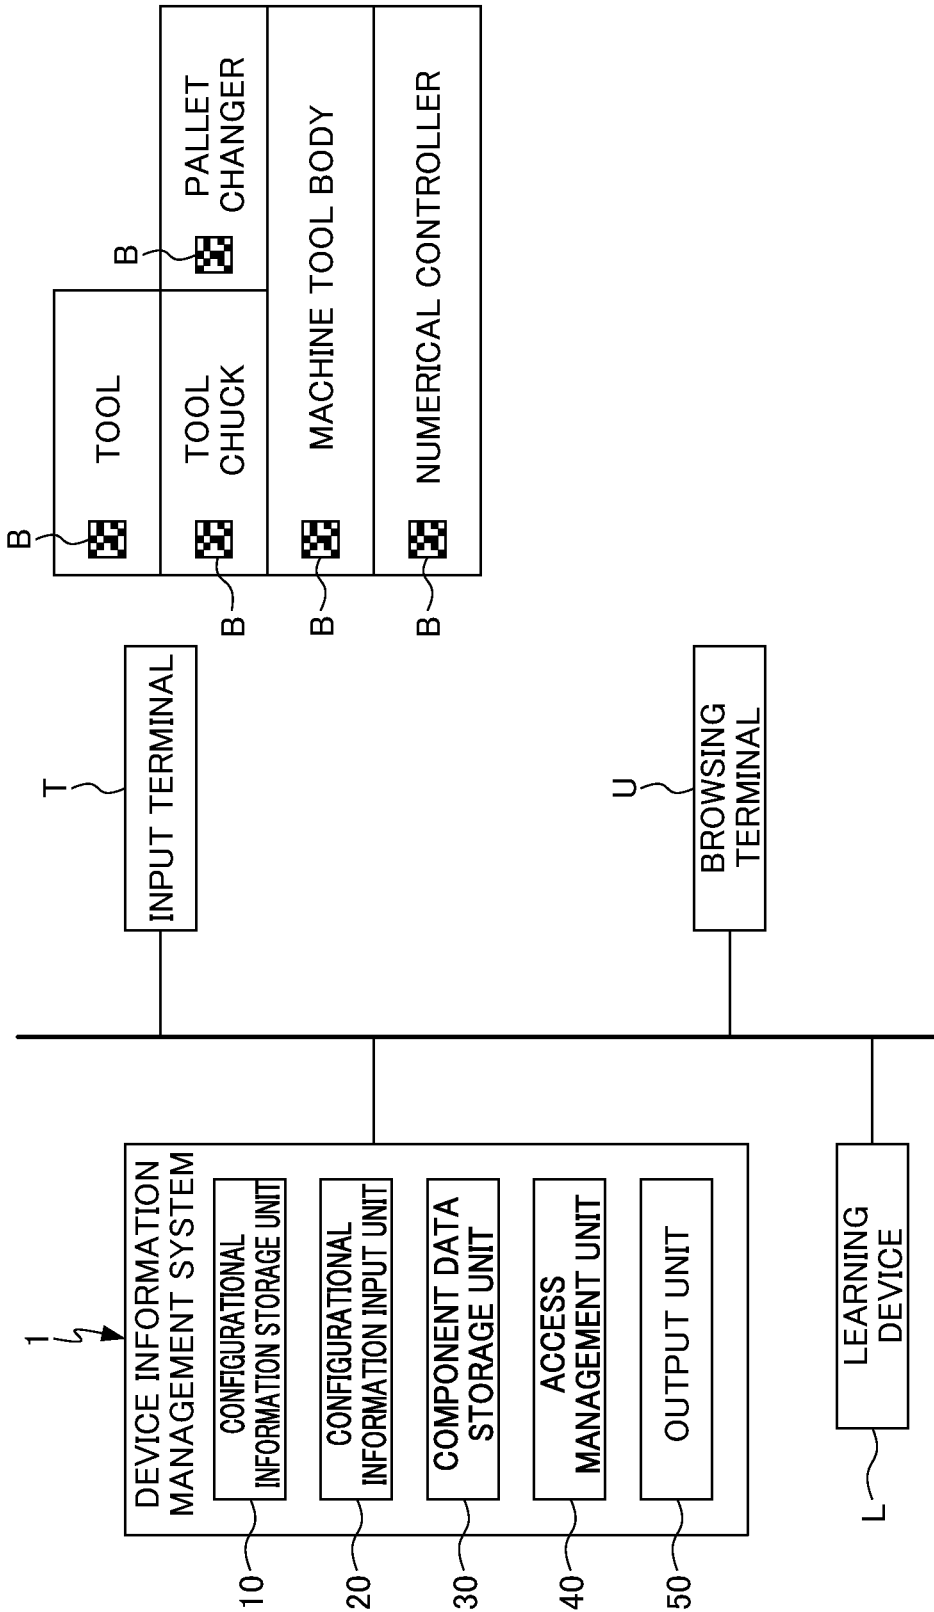 1
DEVICE INFORMATION
MANAGEMENT SYSTEM
10
CONFIGURATIONAL
INFORMATION STORAGE UNIT
20
CONFIGURATIONAL
INFORMATION INPUT UNIT
30
COMPONENT DATA
STORAGE UNIT
40
ACCESS
MANAGEMENT UNIT
50
OUTPUT UNIT
L
LEARNING
DEVICE
T
INPUT TERMINAL
U
BROWSING
TERMINAL
B
TOOL
B
TOOL
CHUCK
B
PALLET
CHANGER
B
MACHINE TOOL BODY
B
NUMERICAL CONTROLLER